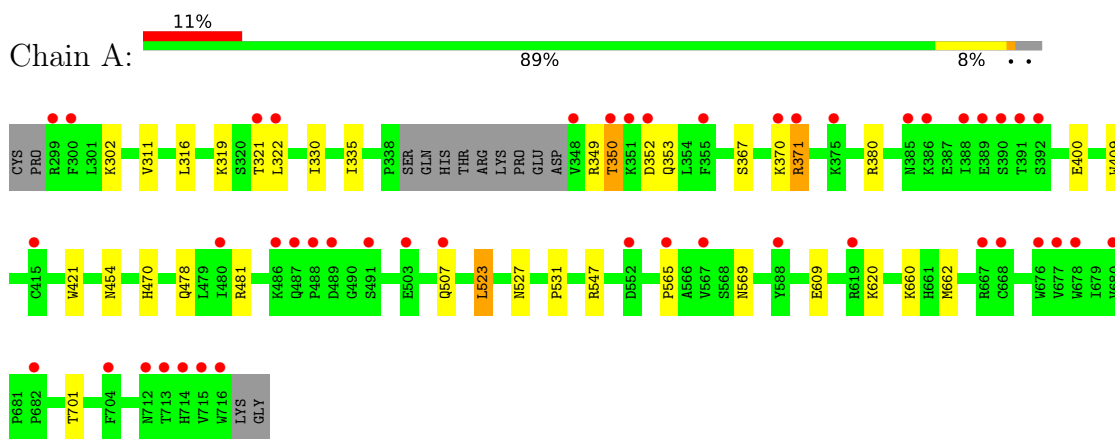 11%
Chain A:
89% 8% • •
CYS PRO R299 F300 L301 K302 V311 L316 K319 S320 T321 L322 I330 I335 P338 SER GLN HIS THR ARG LYS PRO GLU ASP V348 R349 T350 K351 D352 Q353 L354 F355 S367 K370 R371 K375 R380 N385 K386 E387 I388 E389 S390 T391 S392 E400 W409
C415 W421 N454 H470 Q478 L479 I480 R481 K486 Q487 P488 D489 G490 S491 E503 Q507 L523 N527 P531 R547 D552 P565 A566 V567 S568 N569 Y588 E609 R619 K620 K660 H661 M662 R667 C668 W676 V677 W678 I679 V680
P681 P682 T701 F704 N712 T713 H714 V715 W716 LYS GLY